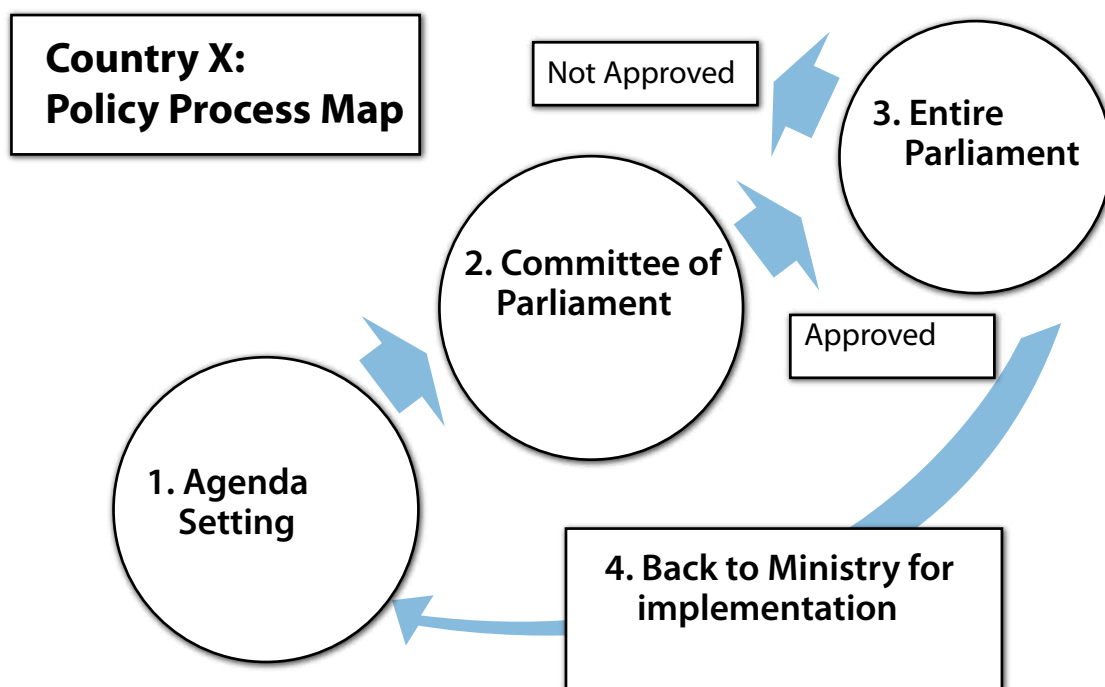 Country X:
Policy Process Map
Not Approved
3. Entire
Parliament
2. Committee of
Parliament
Approved
1. Agenda
Setting
4. Back to Ministry for
implementation